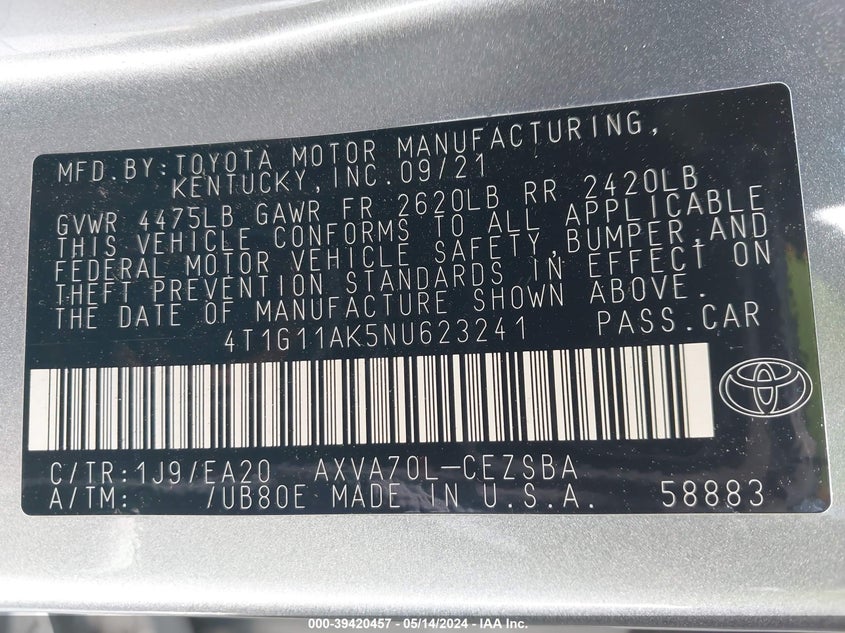 MFD.BY:TOYOTA MOTOR MANUFACTURING,
KENTUCKY,INC.09/21
GVWR 4475LB GAWR FR 2620LB RR 2420LB
THIS VEHICLE CONFORMS TO ALL APPLICABLE
FEDERAL MOTOR VEHICLE SAFETY,BUMPER,AND
THEFT PREVENTION STANDARDS IN EFFECT ON
THE DATE OF MANUFACTURE SHOWN ABOVE.
4T1G11AK5NU623241 PASS.CAR
C/TR:1J9/EA20 AXVA70L-CEZSBA
A/TM: /UB80E MADE IN U.S.A. 58883
000-39420457 - 05/14/2024 - IAA Inc.